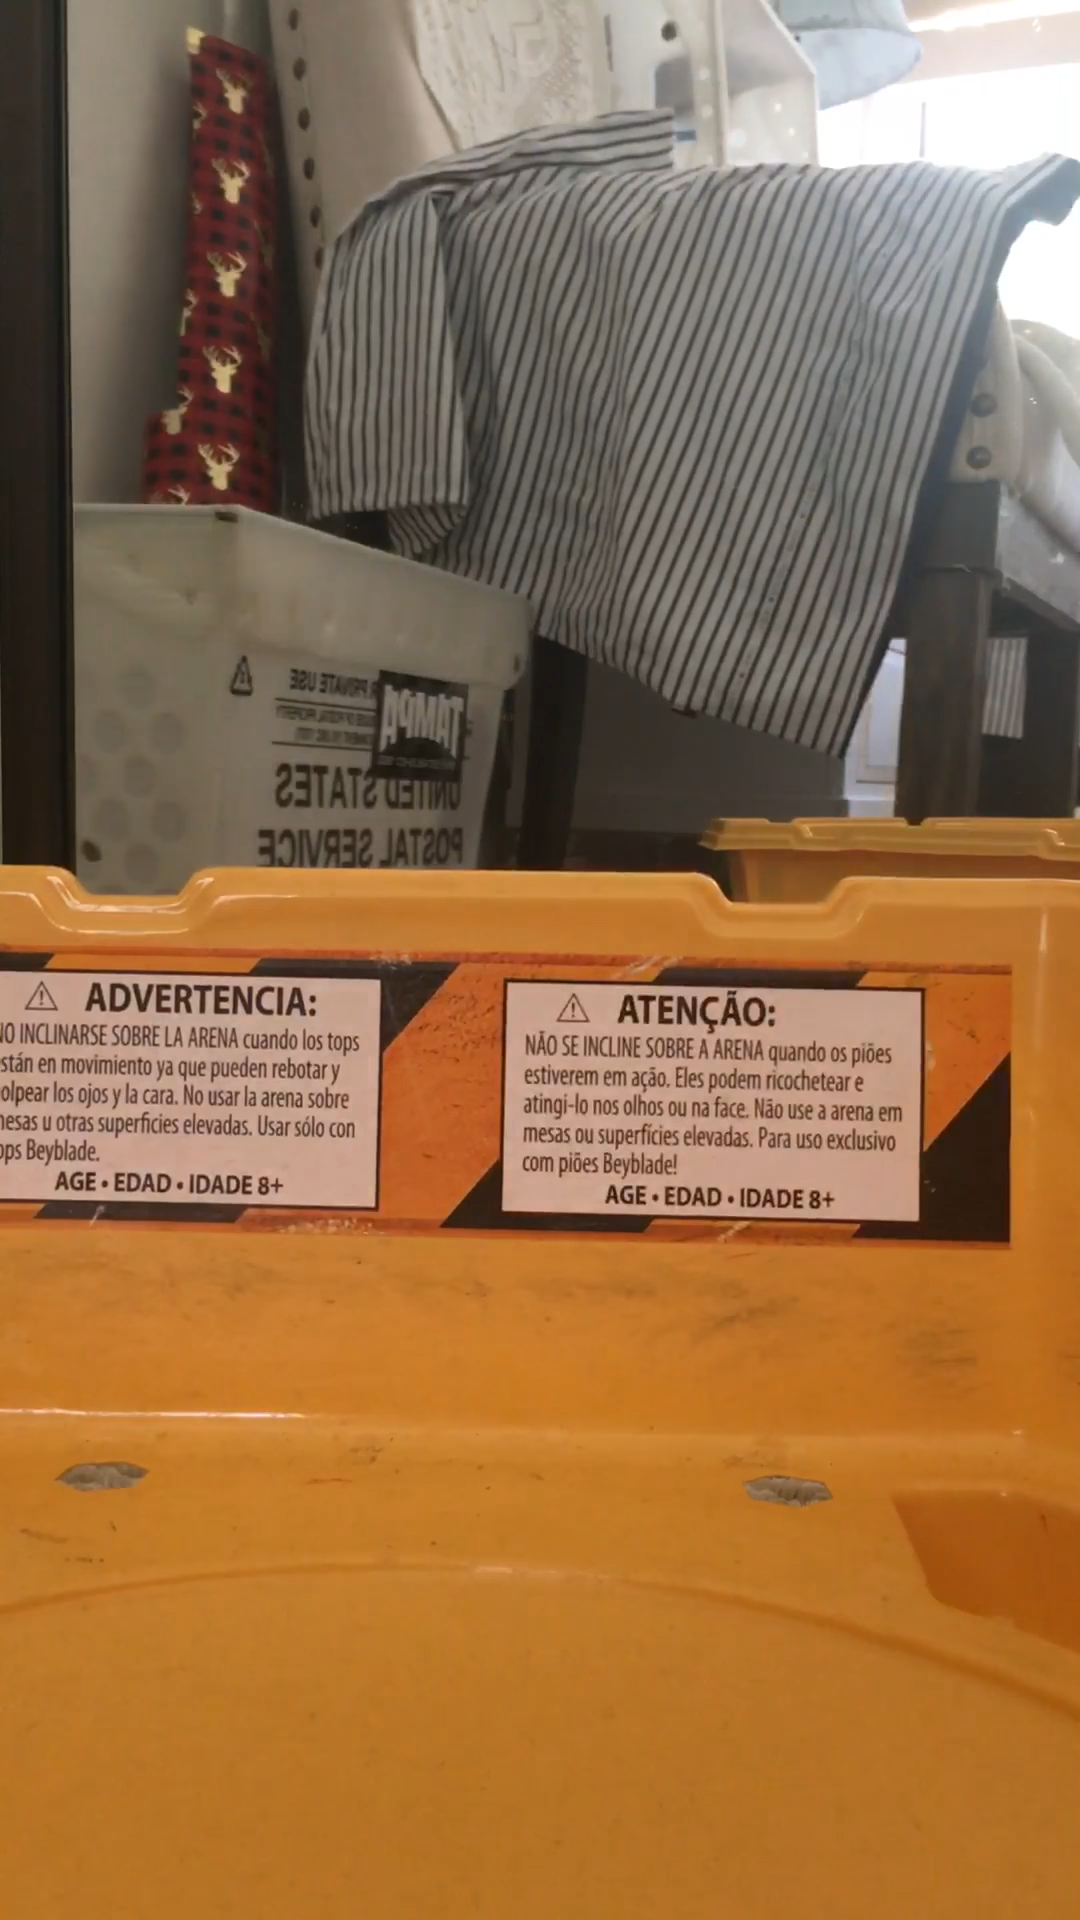 PRIVATE USE
TAMPA
UNITED STATES
POSTAL SERVICE
ADVERTENCIA:
NO INCLINARSE SOBRE LA ARENA cuando los tops
están en movimiento ya que pueden rebotar y
golpear los ojos y la cara. No usar la arena sobre
mesas u otras superficies elevadas. Usar sólo con
tops Beyblade.
AGE • EDAD • IDADE 8+
ATENÇÃO:
NÃO SE INCLINE SOBRE A ARENA quando os piões
estiverem em ação. Eles podem ricochetear e
atingi-lo nos olhos ou na face. Não use a arena em
mesas ou superfícies elevadas. Para uso exclusivo
com piões Beyblade!
AGE • EDAD • IDADE 8+